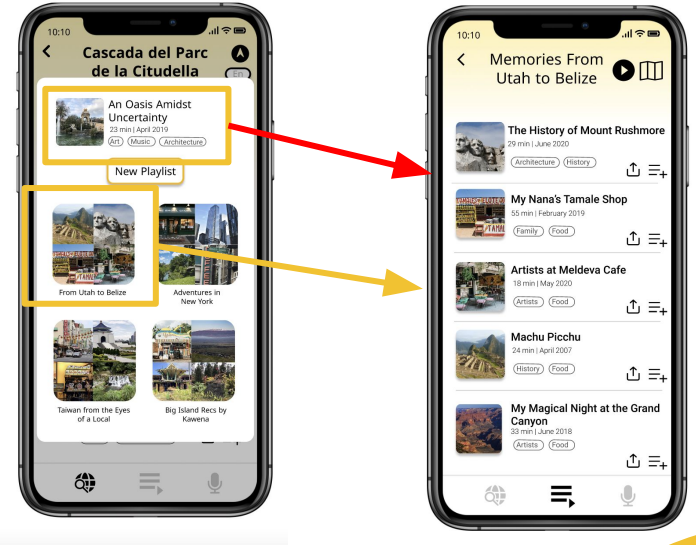 10:10
Cascada del Parc
de la Citudella
En
An Oasis Amidst
Uncertainty
23 min | April 2019
Art Music Architecture
New Playlist
From Utah to Belize
Adventures in
New York
Taiwan from the Eyes
of a Local
Big Island Recs by
Kawena
10:10
Memories From
Utah to Belize
The History of Mount Rushmore
29 min | June 2020
Architecture History
My Nana's Tamale Shop
55 min | February 2019
Family Food
Artists at Meldeva Cafe
18 min | May 2020
Artists Food
Machu Picchu
24 min | April 2007
History Food
My Magical Night at the Grand
Canyon
33 min | June 2018
Artists Food